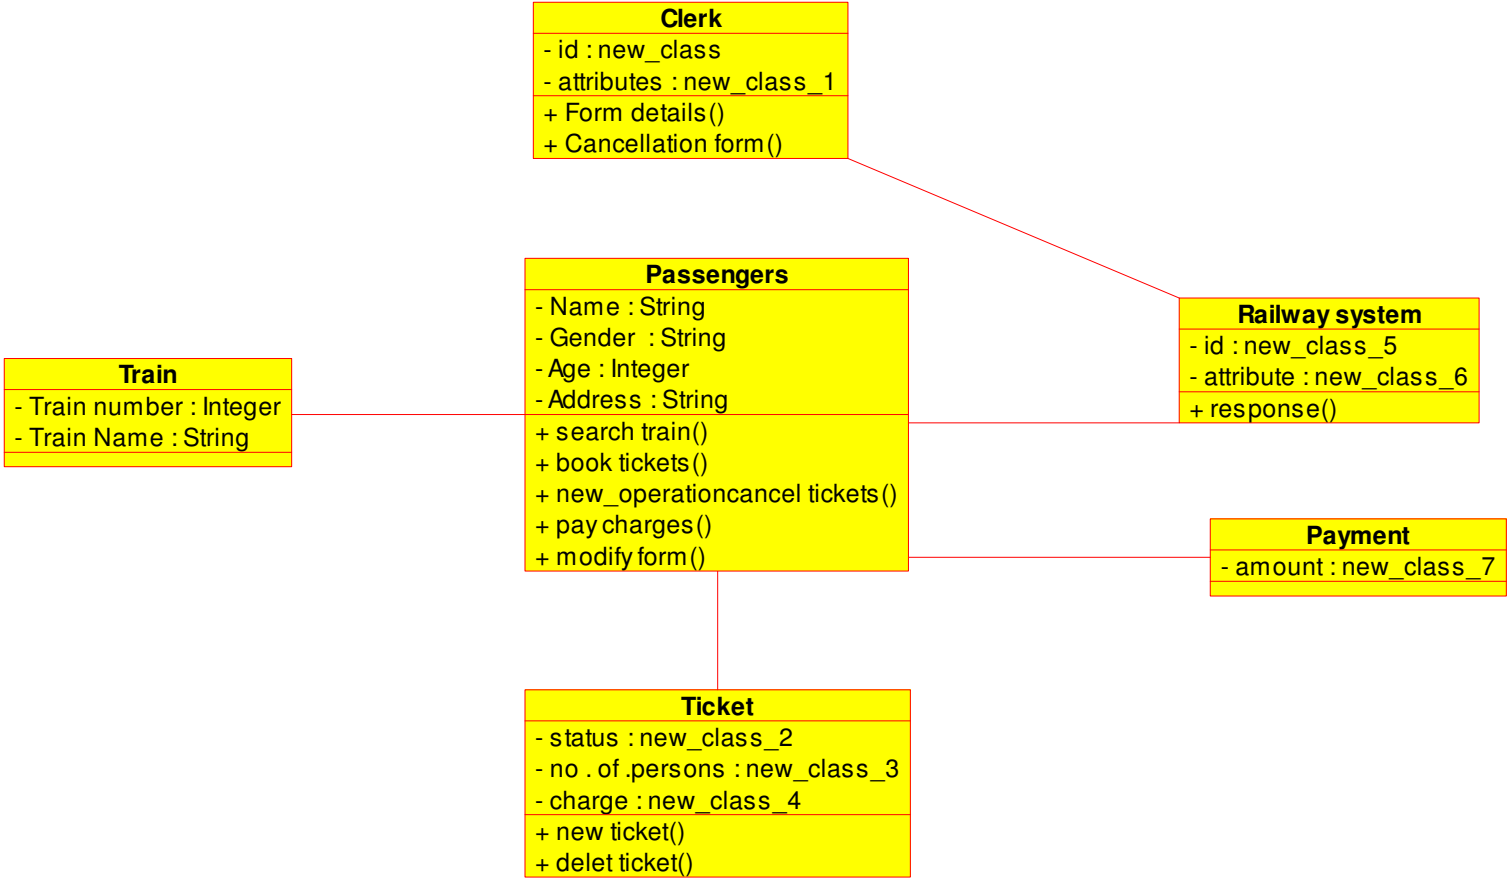 Clerk
- id : new_class
- attributes : new_class_1
+ Form details()
+ Cancellation form()
Passengers
- Name : String
- Gender : String
- Age : Integer
- Address : String
+ search train()
+ book tickets()
+ new_operationcancel tickets()
+ pay charges()
+ modify form()
Railway system
- id : new_class_5
- attribute : new_class_6
+ response()
Train
- Train number : Integer
- Train Name : String
Payment
- amount : new_class_7
Ticket
- status : new_class_2
- no . of .persons : new_class_3
- charge : new_class_4
+ new ticket()
+ delet ticket()